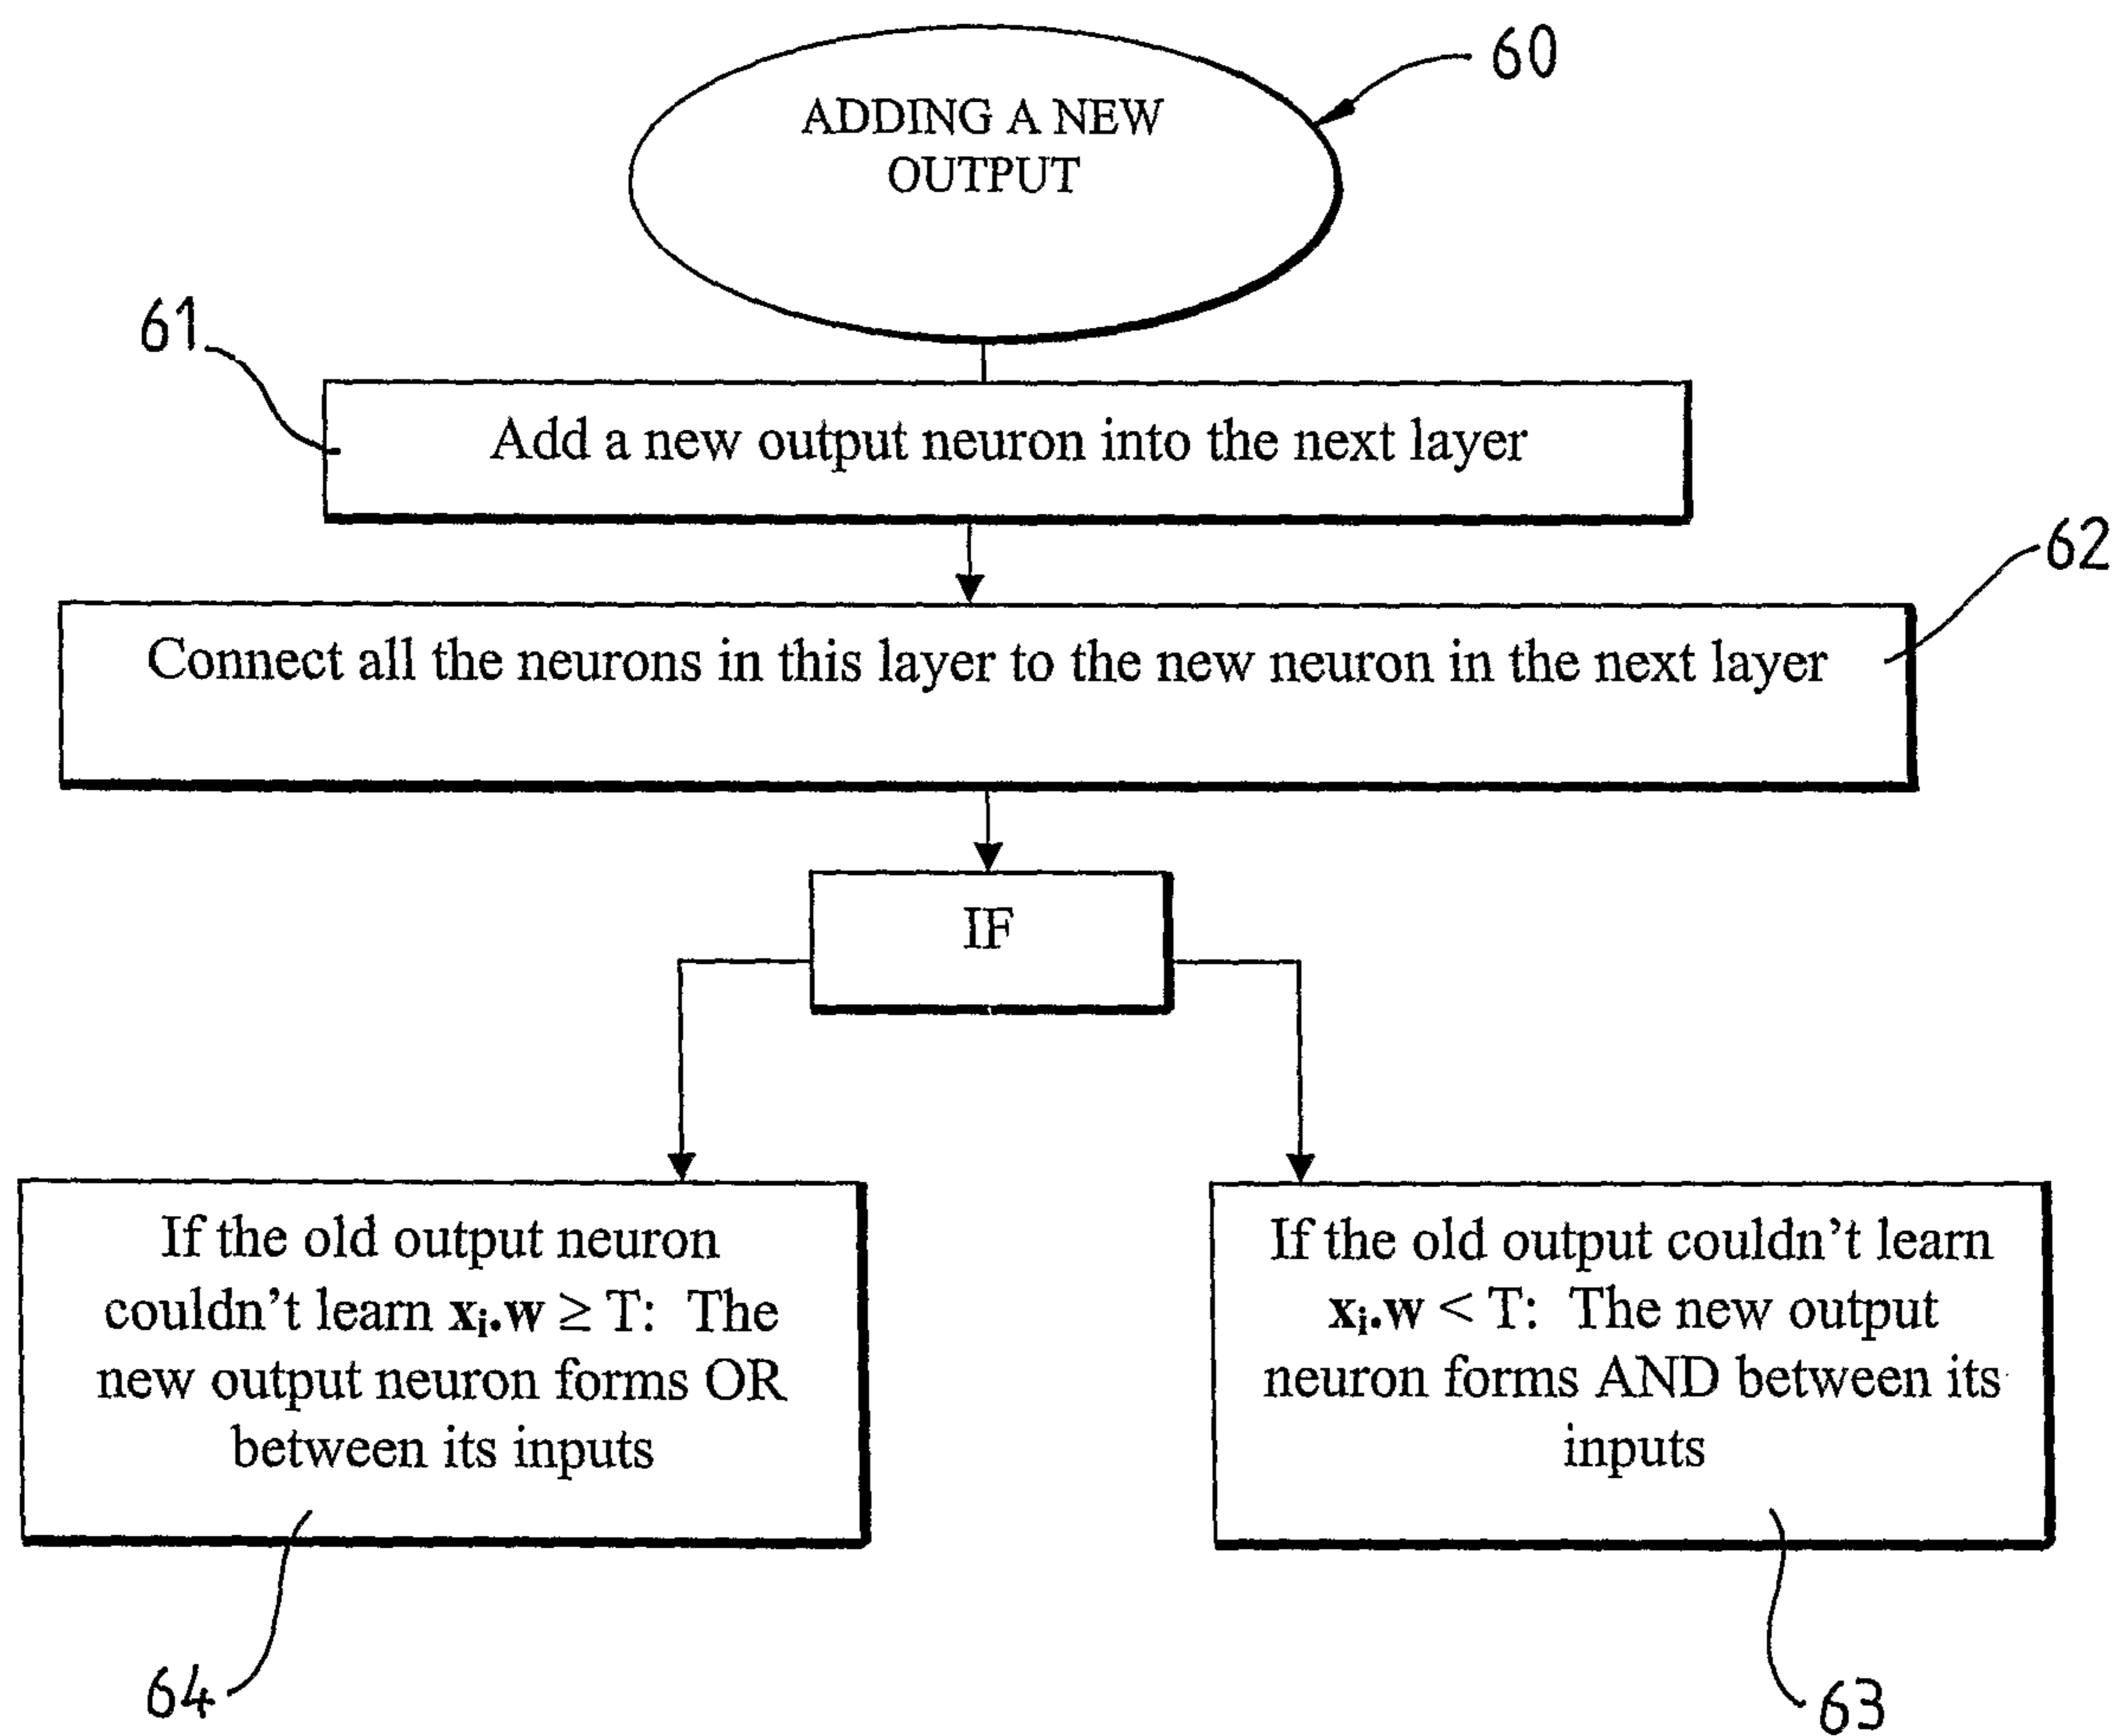 60
ADDING A NEW
OUTPUT
61
Add a new output neuron into the next layer
62
Connect all the neurons in this layer to the new neuron in the next layer
IF
If the old output neuron
couldn't learn xᵢ.w ≥ T: The
new output neuron forms OR
between its inputs
If the old output couldn't learn
xᵢ.w < T: The new output
neuron forms AND between its
inputs
64
63